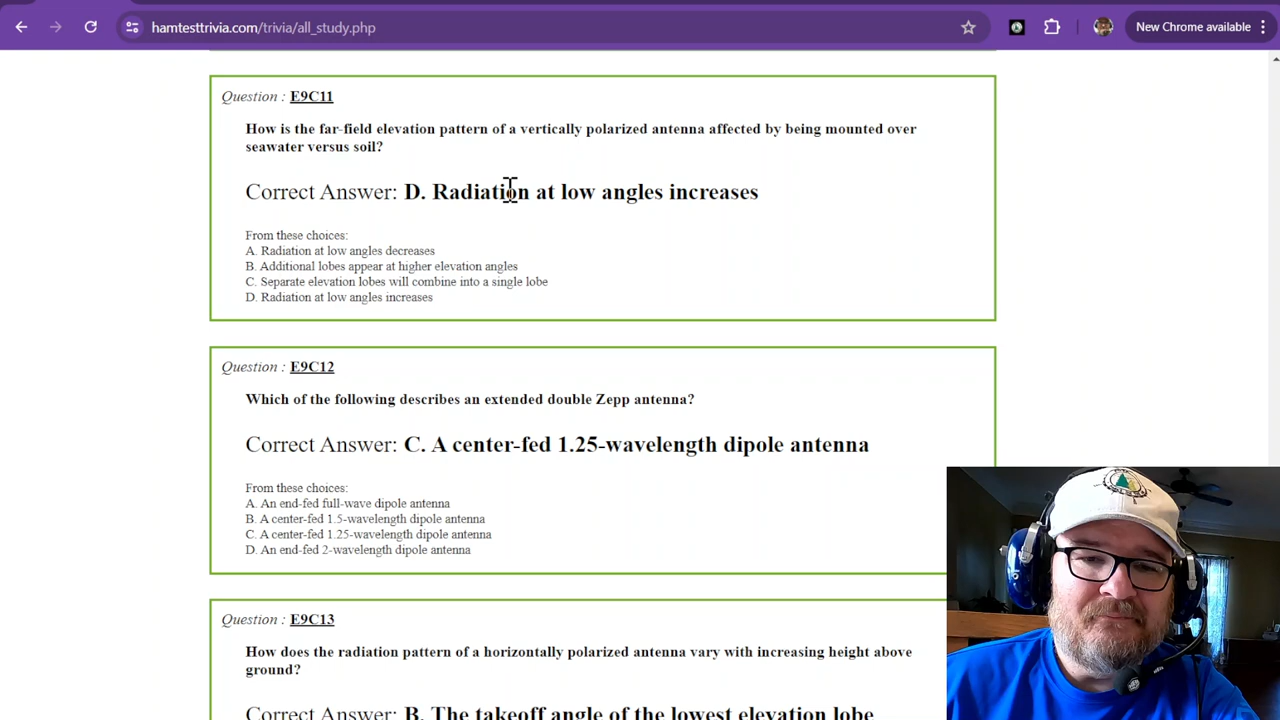 hamtesttrivia.com/trivia/all_study.php
New Chrome available
Question : E9C11
How is the far-field elevation pattern of a vertically polarized antenna affected by being mounted over
seawater versus soil?
Correct Answer: D. Radiation at low angles increases
From these choices:
A. Radiation at low angles decreases
B. Additional lobes appear at higher elevation angles
C. Separate elevation lobes will combine into a single lobe
D. Radiation at low angles increases
Question : E9C12
Which of the following describes an extended double Zepp antenna?
Correct Answer: C. A center-fed 1.25-wavelength dipole antenna
From these choices:
A. An end-fed full-wave dipole antenna
B. A center-fed 1.5-wavelength dipole antenna
C. A center-fed 1.25-wavelength dipole antenna
D. An end-fed 2-wavelength dipole antenna
Question : E9C13
How does the radiation pattern of a horizontally polarized antenna vary with increasing height above
ground?
Correct Answer: B. The takeoff angle of the lowest elevation lobe